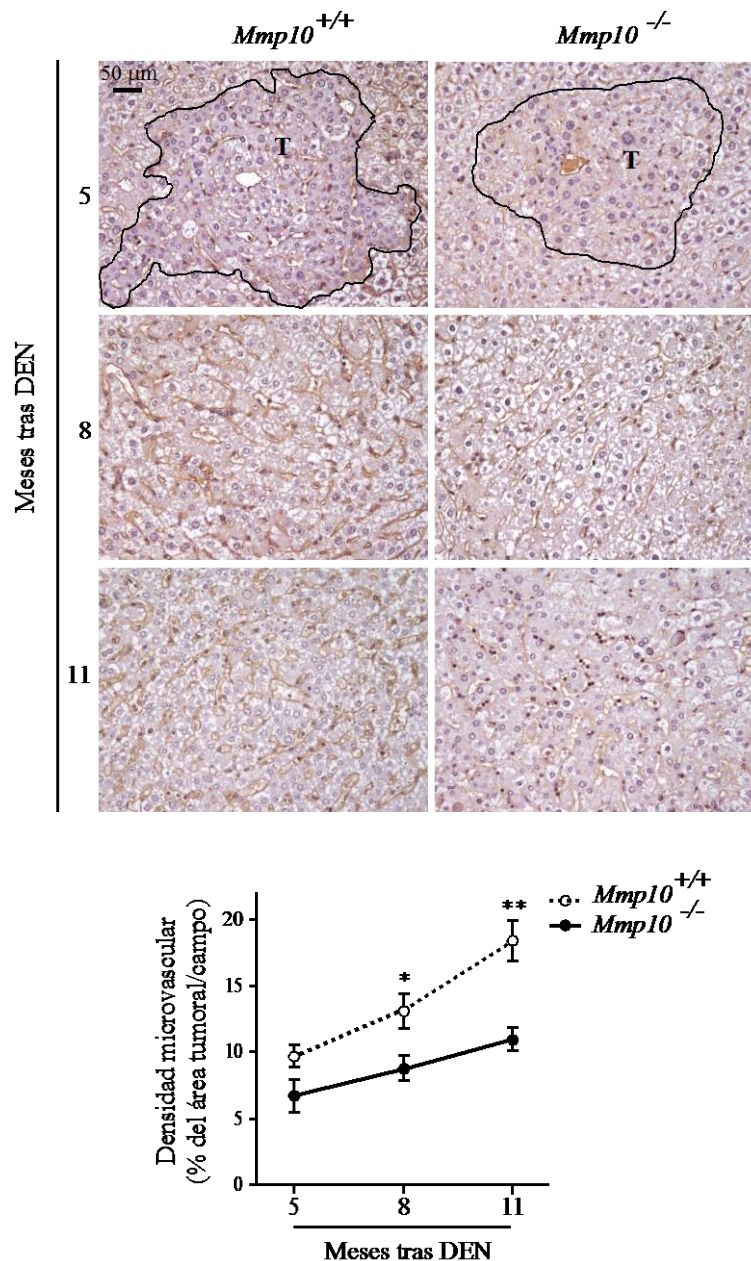 Mmp10 +/+
Mmp10 -/-
50 µm
T
T
5
8
11
Meses tras DEN
Mmp10 +/+
Mmp10 -/-
Densidad microvascular
(% del área tumoral/campo)
20
15
10
5
0
*
**
5 8 11
Meses tras DEN